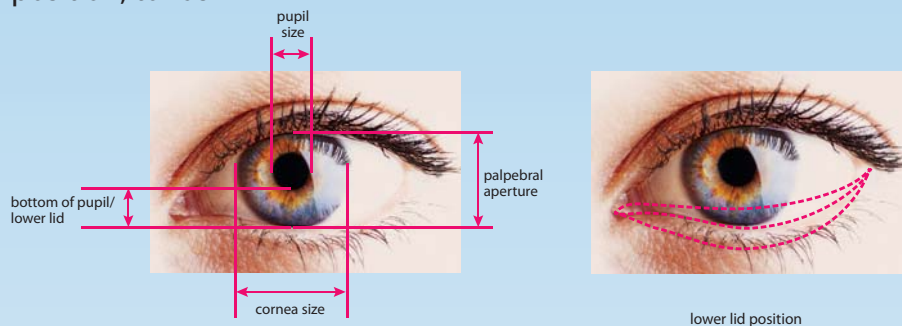 pupil
size
bottom of pupil/
lower lid
palpebral
aperture
cornea size
lower lid position